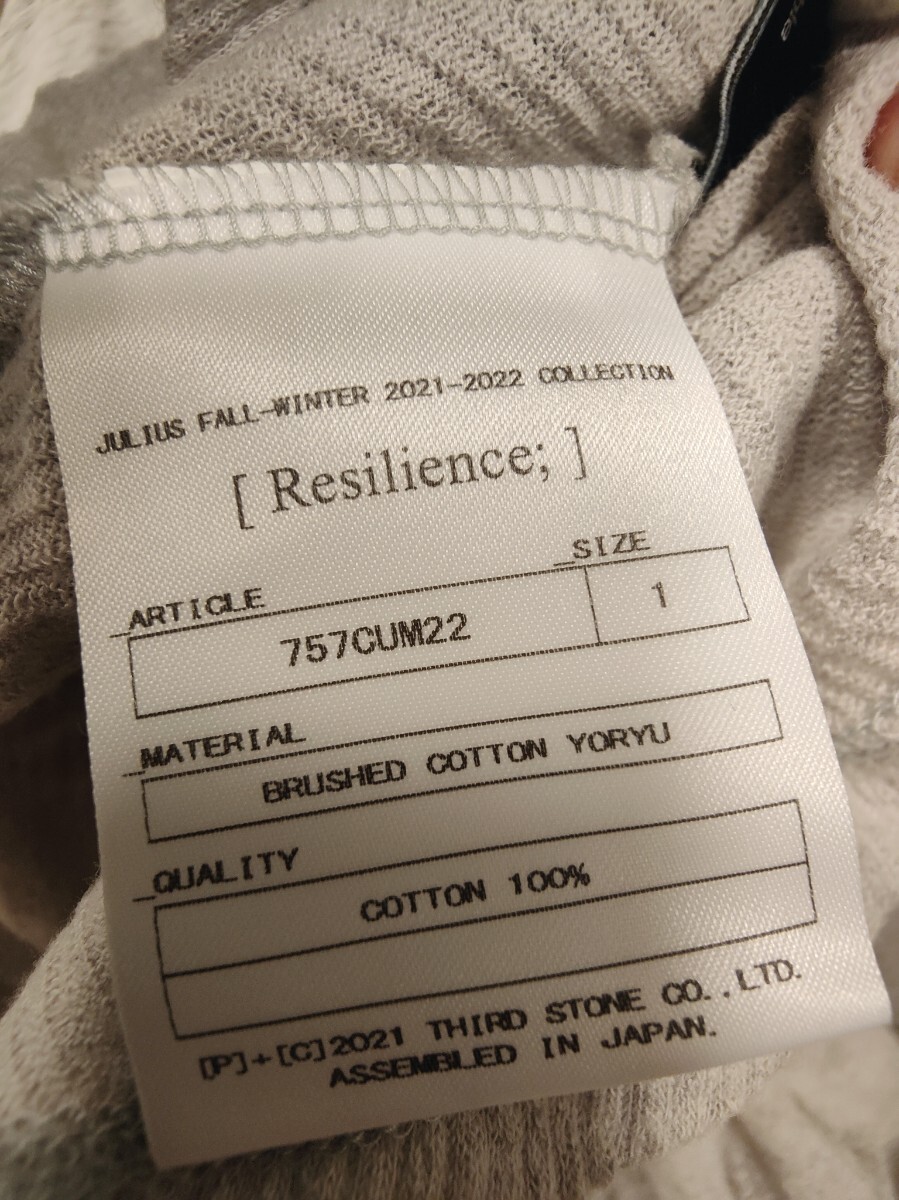 JULIUS FALL-WINTER 2021-2022 COLLECTION
[ Resilience; ]
_ARTICLE
_SIZE
757CUM22
1
_MATERIAL
BRUSHED COTTON YORYU
_QUALITY
COTTON 100%
[P]+[C]2021 THIRD STONE CO..LTD.
ASSEMBLED IN JAPAN.